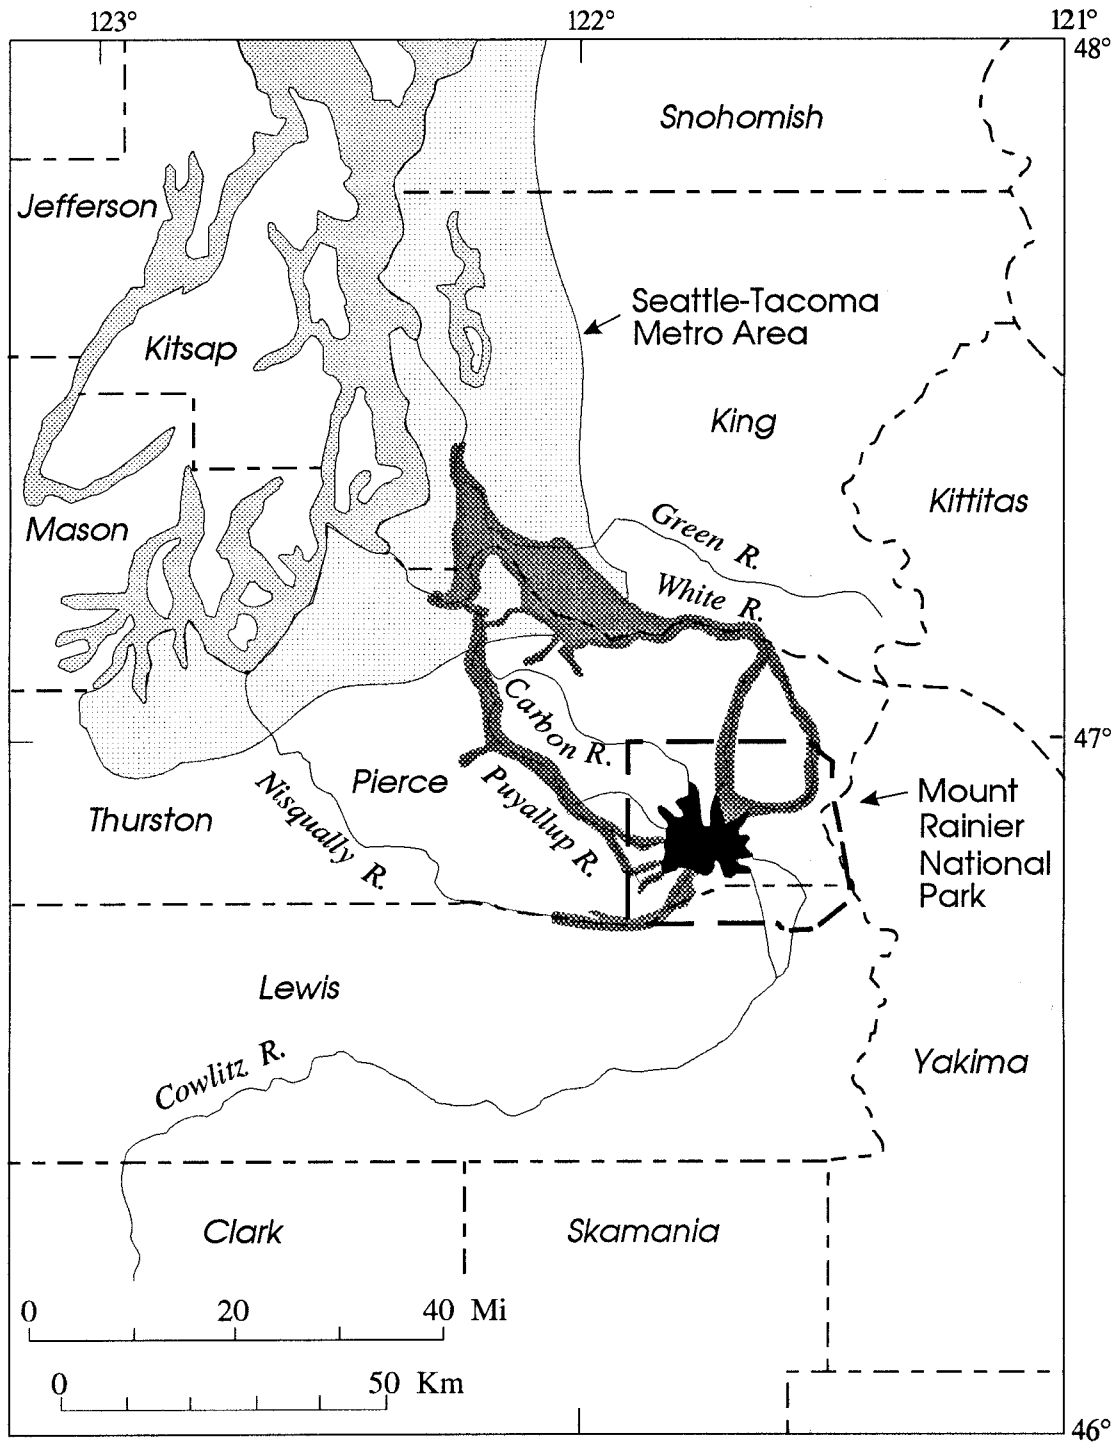 123°
122°
121°
48°
Snohomish
Jefferson
Seattle-Tacoma
Metro Area
Kitsap
King
Kittitas
Mason
Green R.
White R.
Carbon R.
47°
Pierce
Puyallup R.
Nisqually R.
Thurston
Mount
Rainier
National
Park
Lewis
Cowlitz R.
Yakima
Clark
Skamania
0 20 40 Mi
0 50 Km
46°